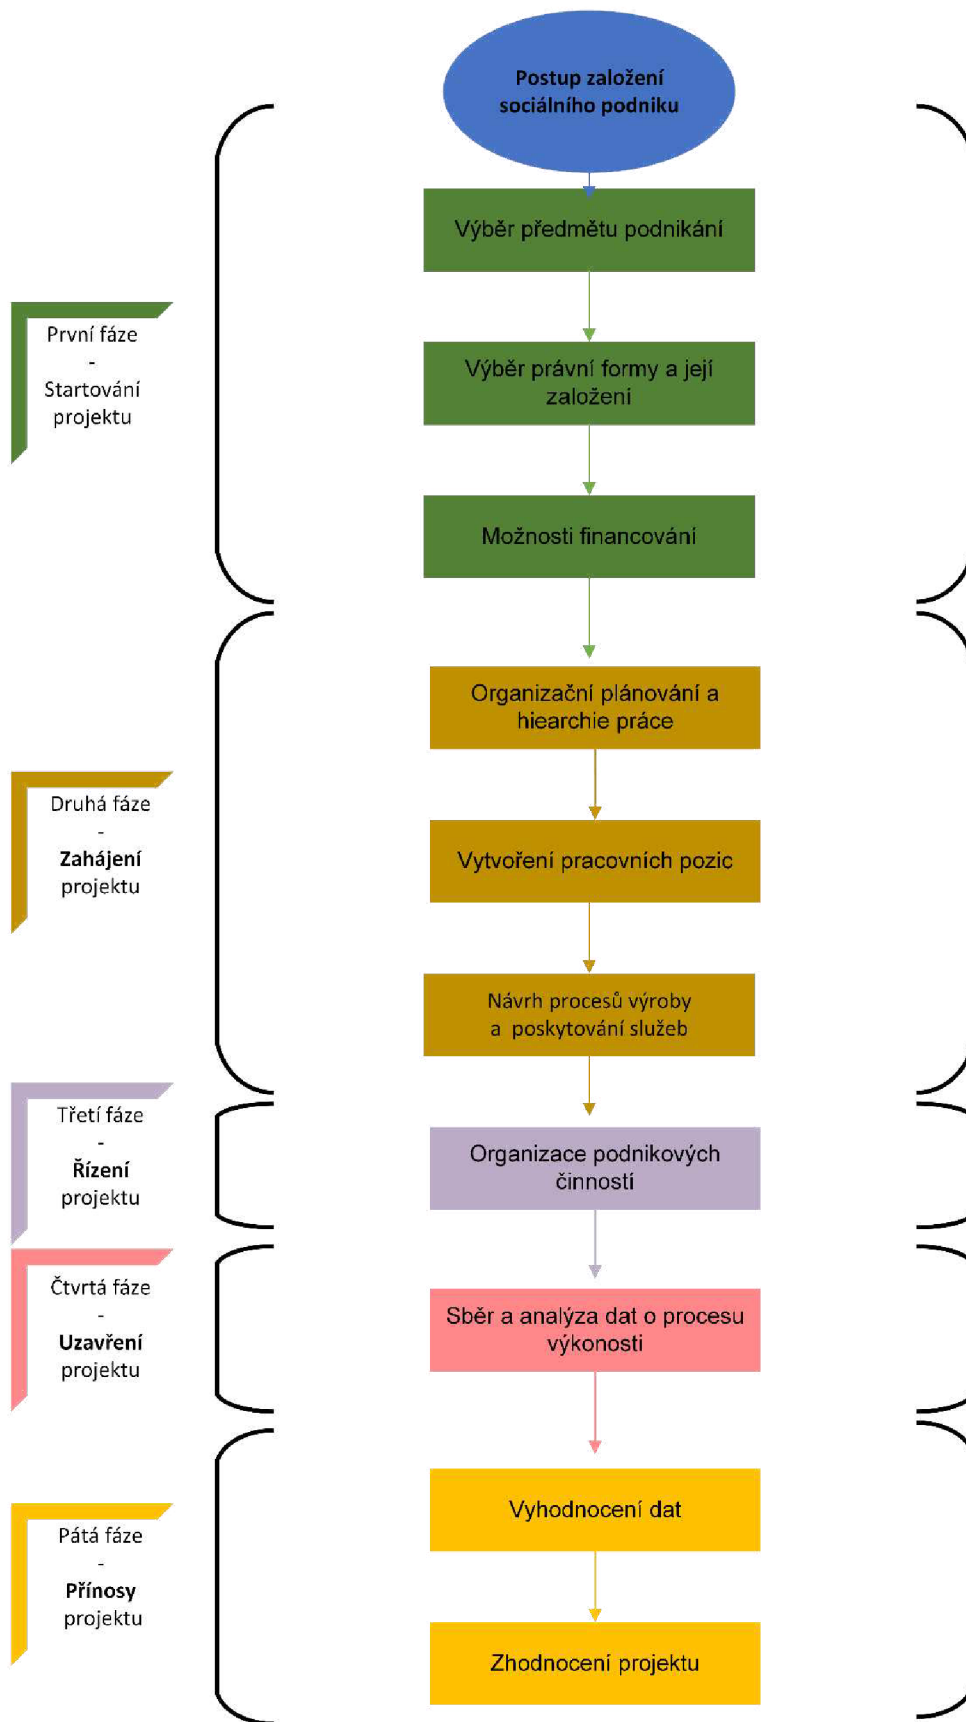 Postup založení
sociálního podniku
Výběr předmětu podnikání
První fáze
-
Startování
projektu
Výběr právní formy a její
založení
Možnosti financování
Organizační plánování a
hiearchie práce
Druhá fáze
-
Zahájení
projektu
Vytvoření pracovních pozic
Návrh procesů výroby
a poskytování služeb
Třetí fáze
-
Řízení
projektu
Organizace podnikových
činností
Čtvrtá fáze
-
Uzavření
projektu
Sběr a analýza dat o procesu
výkonosti
Vyhodnocení dat
Pátá fáze
-
Přínosy
projektu
Zhodnocení projektu